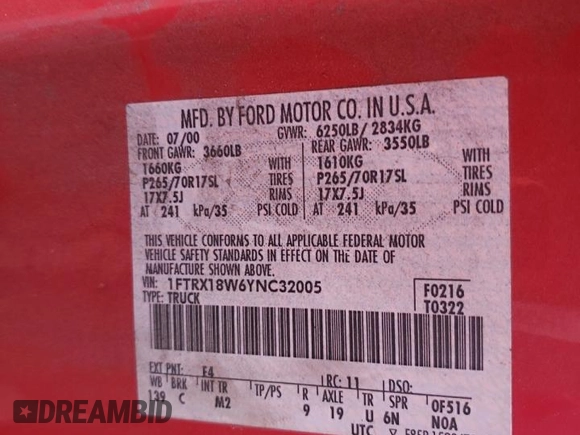 MFD. BY FORD MOTOR CO. IN U.S.A.
DATE: 07/00 GVWR: 6250LB / 2834KG
FRONT GAWR: 3660LB REAR GAWR: 3550LB
1660KG WITH 1610KG WITH
P265/70R17SL TIRES P265/70R17SL TIRES
17X7.5J RIMS 17X7.5J RIMS
AT 241 kPa/35 PSI COLD AT 241 kPa/35 PSI COLD
THIS VEHICLE CONFORMS TO ALL APPLICABLE FEDERAL MOTOR
VEHICLE SAFETY STANDARDS IN EFFECT ON THE DATE OF
MANUFACTURE SHOWN ABOVE.
VIN: 1FTRX18W6YNC32005 F0216
TYPE: TRUCK T0322
EXT PNT: E4 RC: 11 DSO:
WB BRK INT TR TP/PS R AXLE TR SPR 0F516
139 C M2 9 19 U 6N NOA
UTC
DREAMBID